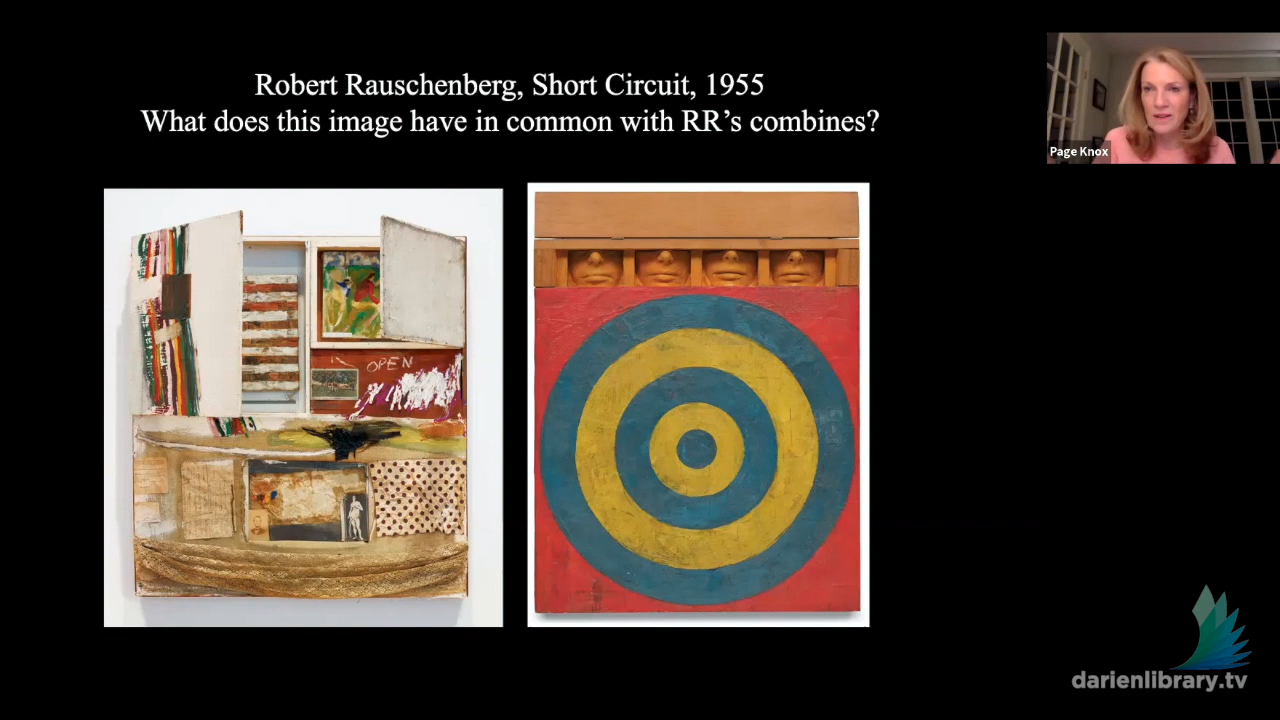 Robert Rauschenberg, Short Circuit, 1955
What does this image have in common with RR’s combines?
Page Knox
OPEN
darienlibrary.tv